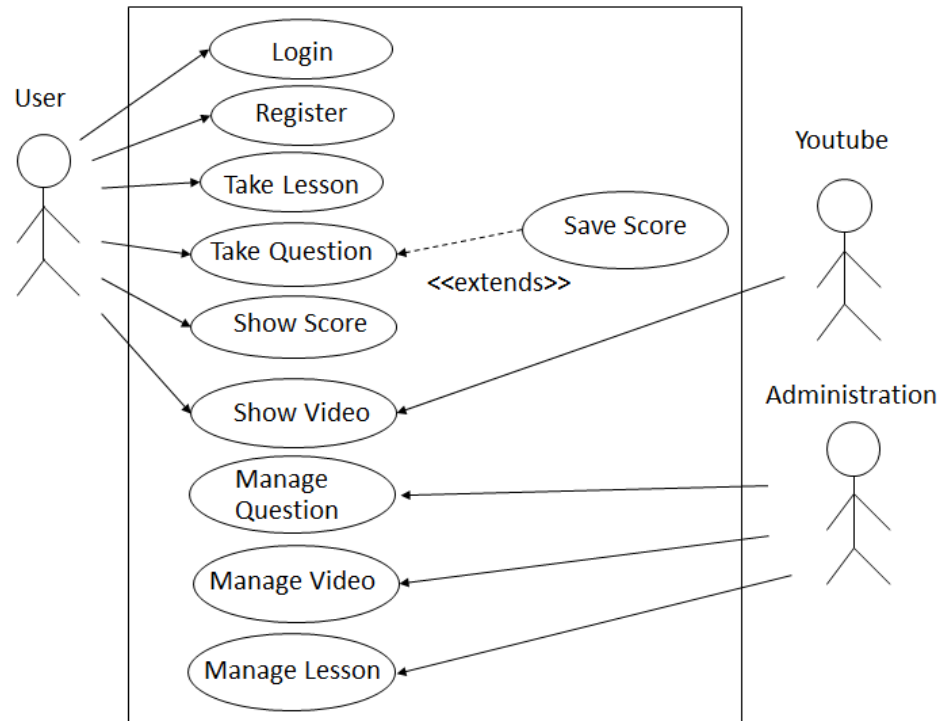 User
Login
Register
Take Lesson
Take Question
Save Score
<<extends>>
Show Score
Show Video
Manage
Question
Manage Video
Manage Lesson
Youtube
Administration